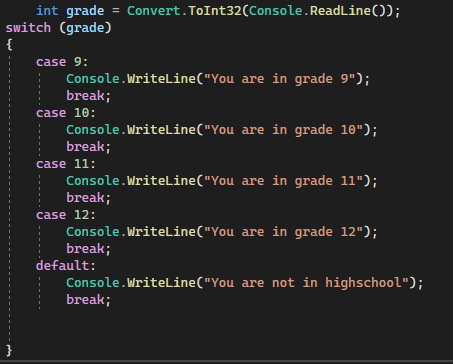 int grade = Convert.ToInt32(Console.ReadLine());
switch (grade)
{
case 9:
Console.WriteLine("You are in grade 9");
break;
case 10:
Console.WriteLine("You are in grade 10");
break;
case 11:
Console.WriteLine("You are in grade 11");
break;
case 12:
Console.WriteLine("You are in grade 12");
break;
default:
Console.WriteLine("You are not in highschool");
break;
}